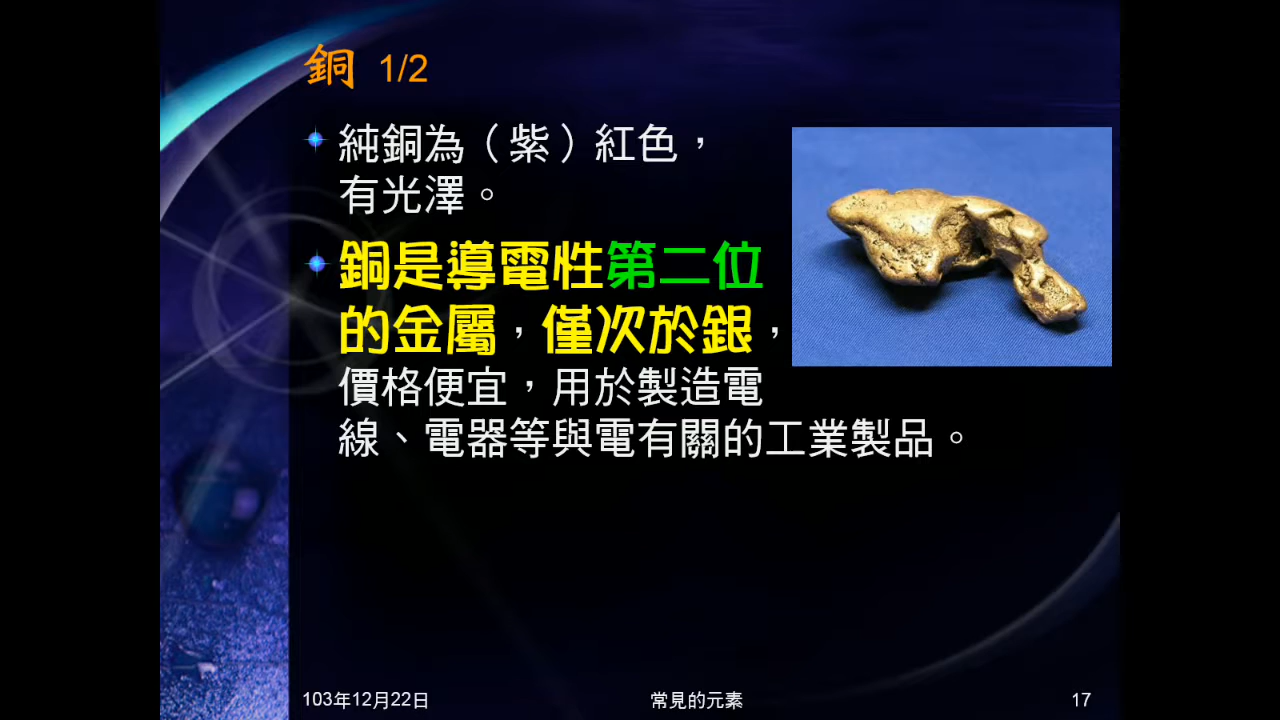 銅 1/2
純銅為（紫）紅色，
有光澤。
銅是導電性第二位
的金屬，僅次於銀，
價格便宜，用於製造電
線、電器等與電有關的工業製品。
103年12月22日
常見的元素
17